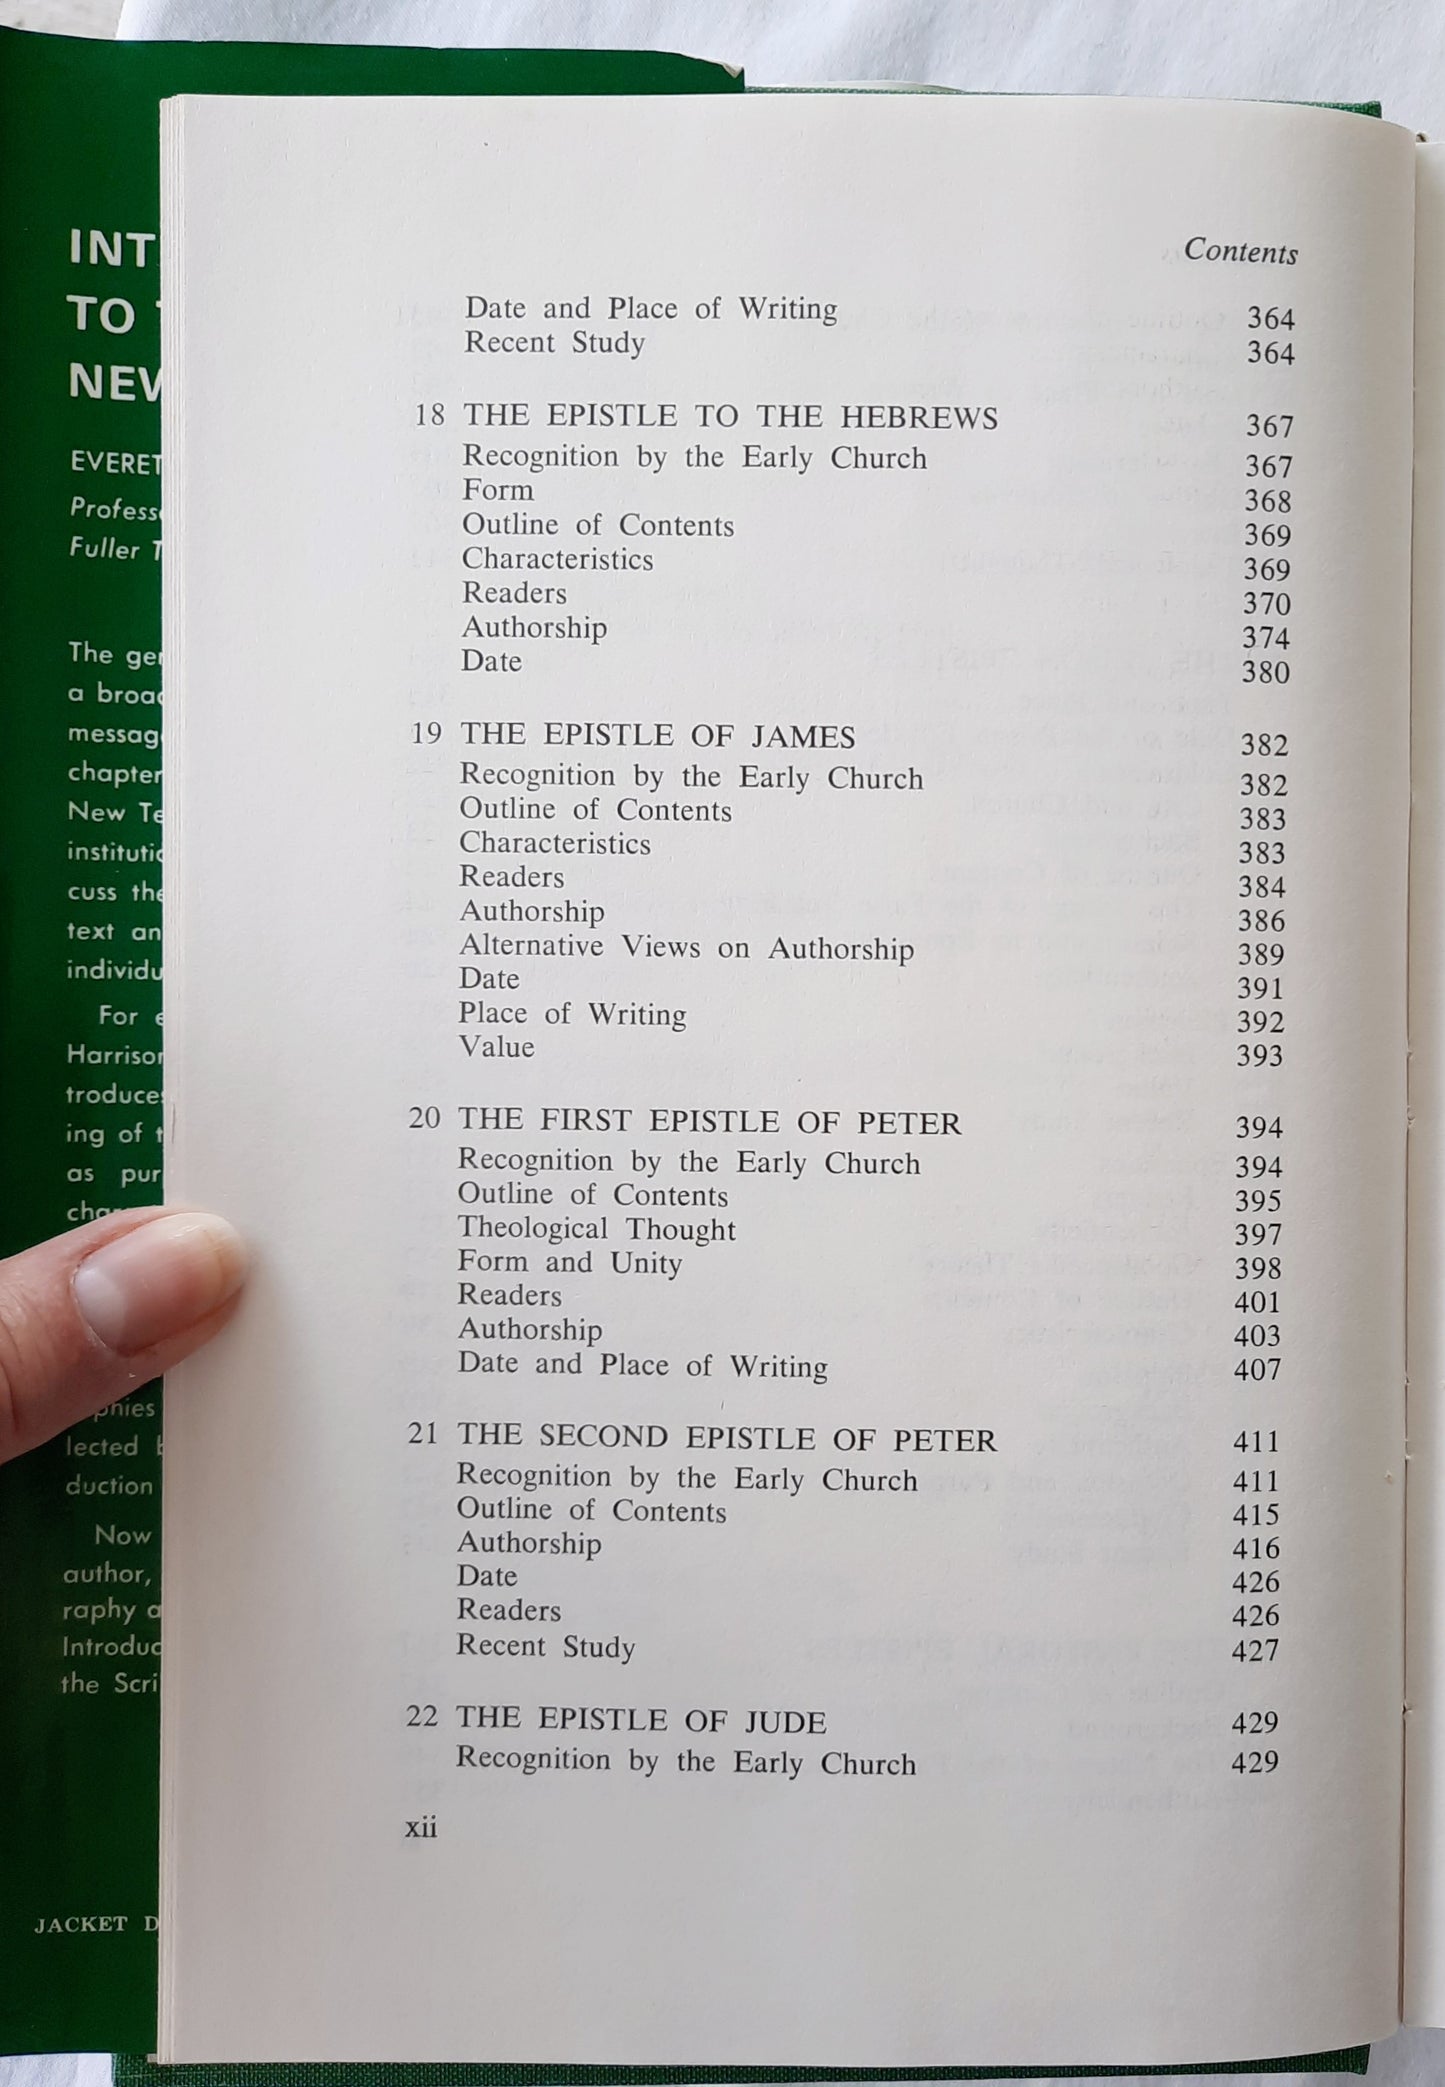 INT
TO
NEW
EVERET
Profess
Fuller T
The ge
a broad
messag
chapter
New Te
instituti
cuss the
text an
individu
For e
Harriso
troduce
ing of t
as pur
cha
phies
lected b
duction
Now
author,
raphy a
Introduc
the Scri
JACKET D
Contents
Date and Place of Writing 364
Recent Study 364
18 THE EPISTLE TO THE HEBREWS 367
Recognition by the Early Church 367
Form 368
Outline of Contents 369
Characteristics 369
Readers 370
Authorship 374
Date 380
19 THE EPISTLE OF JAMES 382
Recognition by the Early Church 382
Outline of Contents 383
Characteristics 383
Readers 384
Authorship 386
Alternative Views on Authorship 389
Date 391
Place of Writing 392
Value 393
20 THE FIRST EPISTLE OF PETER 394
Recognition by the Early Church 394
Outline of Contents 395
Theological Thought 397
Form and Unity 398
Readers 401
Authorship 403
Date and Place of Writing 407
21 THE SECOND EPISTLE OF PETER 411
Recognition by the Early Church 411
Outline of Contents 415
Authorship 416
Date 426
Readers 426
Recent Study 427
22 THE EPISTLE OF JUDE 429
Recognition by the Early Church 429
xii